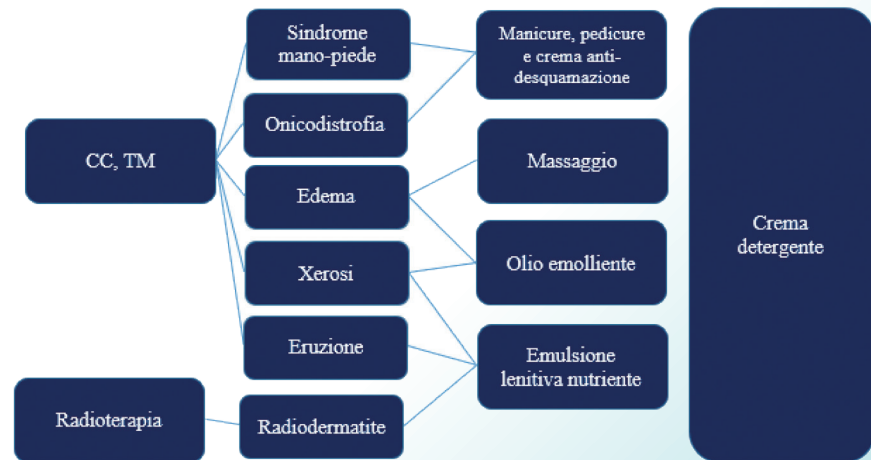 CC, TM
Radioterapia
Sindrome
mano-piede
Onicodistrofia
Edema
Xerosi
Eruzione
Radiodermatite
Manicure, pedicure
e crema anti-
desquamazione
Massaggio
Olio emolliente
Emulsione
lenitiva nutriente
Crema
detergente